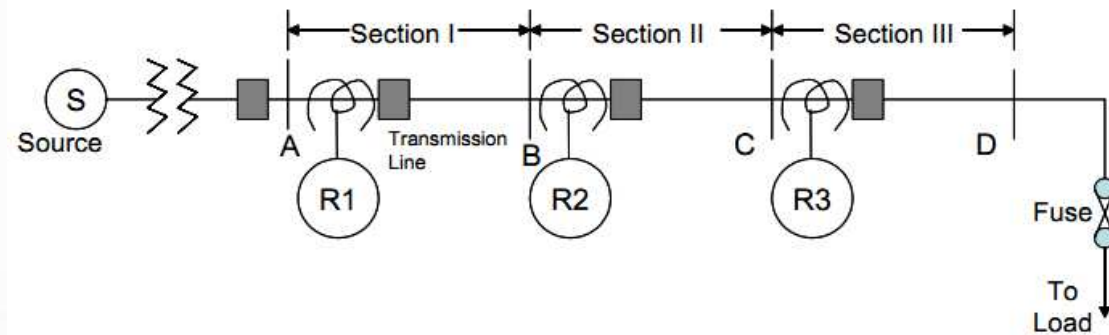 Section I
Section II
Section III
S
Source
A
Transmission
Line
B
C
D
R1
R2
R3
Fuse
To
Load